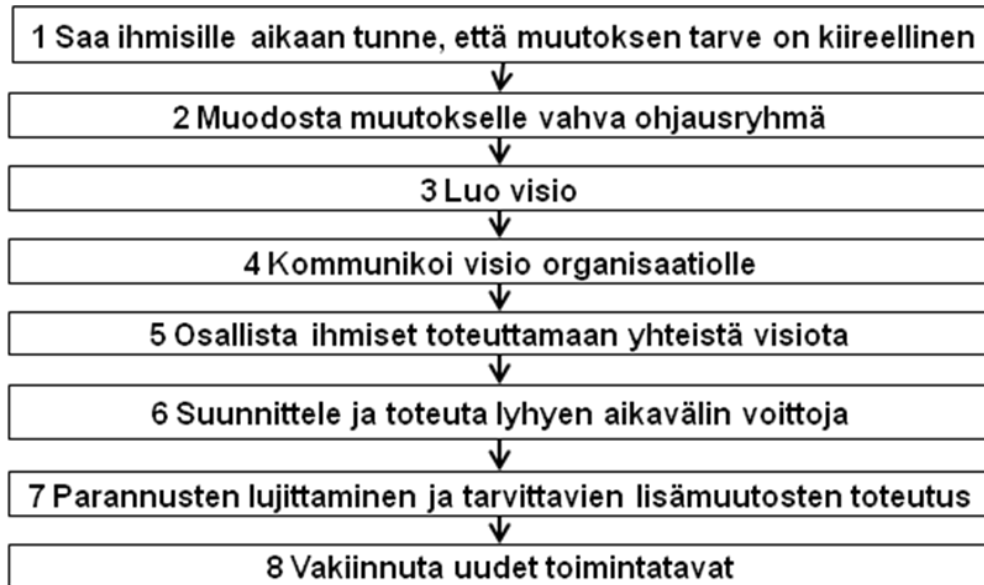 1 Saa ihmisille aikaan tunne, että muutoksen tarve on kiireellinen
2 Muodosta muutokselle vahva ohjausryhmä
3 Luo visio
4 Kommunikoi visio organisaatiolle
5 Osallista ihmiset toteuttamaan yhteistä visiota
6 Suunnittele ja toteuta lyhyen aikavälin voittoja
7 Parannusten lujittaminen ja tarvittavien lisämuutosten toteutus
8 Vakiinnuta uudet toimintatavat